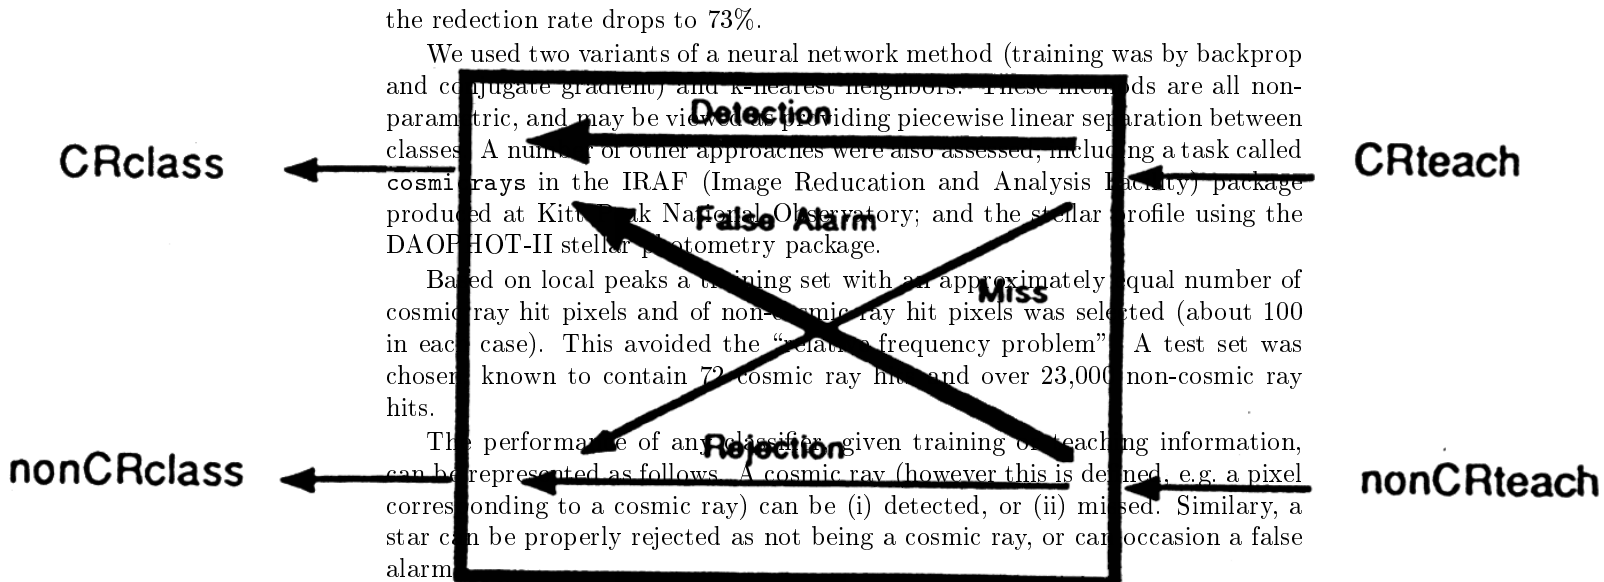 the redection rate drops to 73%.
We used two variants of a neural network method (training was by backprop
and conjugate gradient) and k-nearest neighbors. These methods are all non-
parametric, and may be viewed as providing piecewise linear separation between
classes. A number of other approaches were also assessed, including a task called
cosmicrays in the IRAF (Image Reducation and Analysis Facility) package
produced at Kitt Peak National Observatory; and the stellar profile using the
DAOPHOT-II stellar photometry package.
Based on local peaks a training set with an approximately equal number of
cosmic ray hit pixels and of non-cosmic ray hit pixels was selected (about 100
in each case). This avoided the “relative frequency problem”. A test set was
chosen, known to contain 72 cosmic ray hits and over 23,000 non-cosmic ray
hits.
The performance of any classifier, given training or teaching information,
can be represented as follows. A cosmic ray (however this is defined, e.g. a pixel
corresponding to a cosmic ray) can be (i) detected, or (ii) missed. Similary, a
star can be properly rejected as not being a cosmic ray, or can occasion a false
alarm
Detection
CRclass
CRteach
False Alarm
Miss
Rejection
nonCRclass
nonCRteach